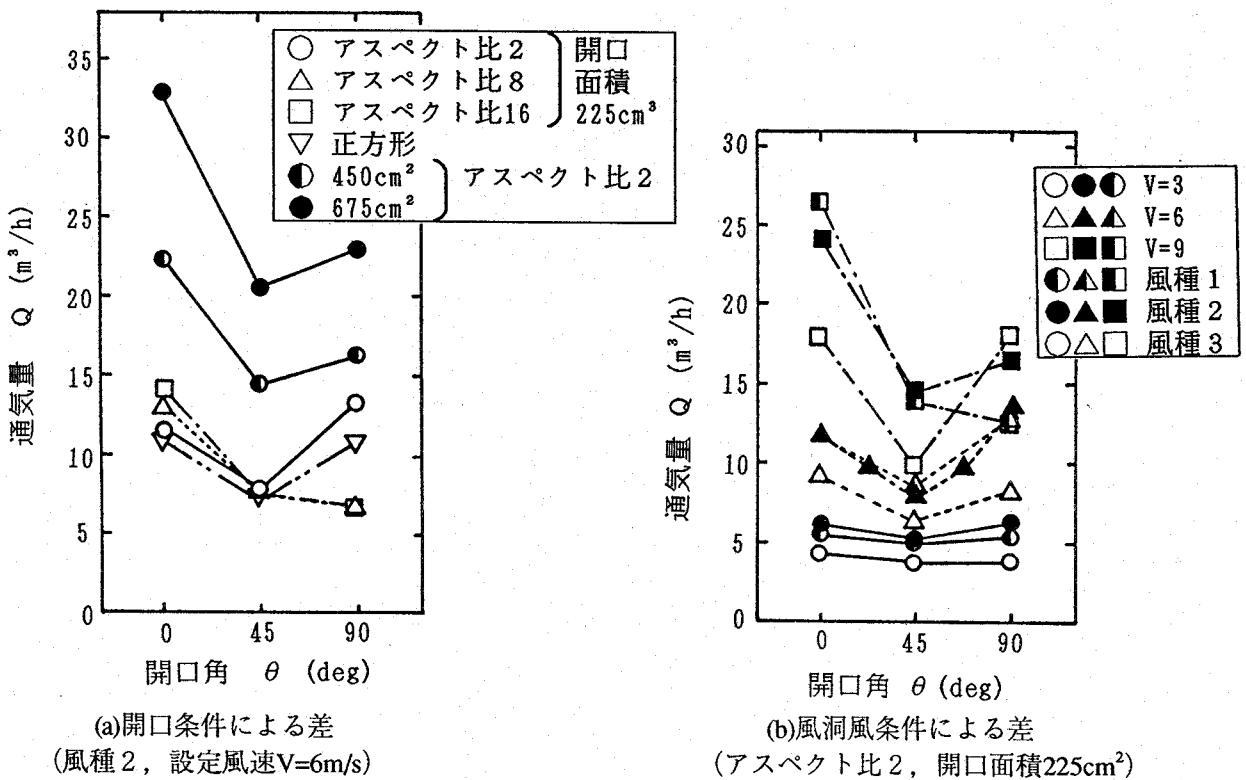 35
30
25
20
15
10
5
0
通気量 Q (m³/h)
○ アスペクト比2
△ アスペクト比8
□ アスペクト比16
開口
面積
225cm³
▽ 正方形
◐ 450cm²
● 675cm²
アスペクト比2
0 45 90
開口角 θ (deg)
(a)開口条件による差
(風種2,設定風速V=6m/s)
30
25
20
15
10
5
0
通気量 Q (m³/h)
V=3
V=6
V=9
風種1
風種2
風種3
0 45 90
開口角 θ (deg)
(b)風洞風条件による差
(アスペクト比2,開口面積225cm²)